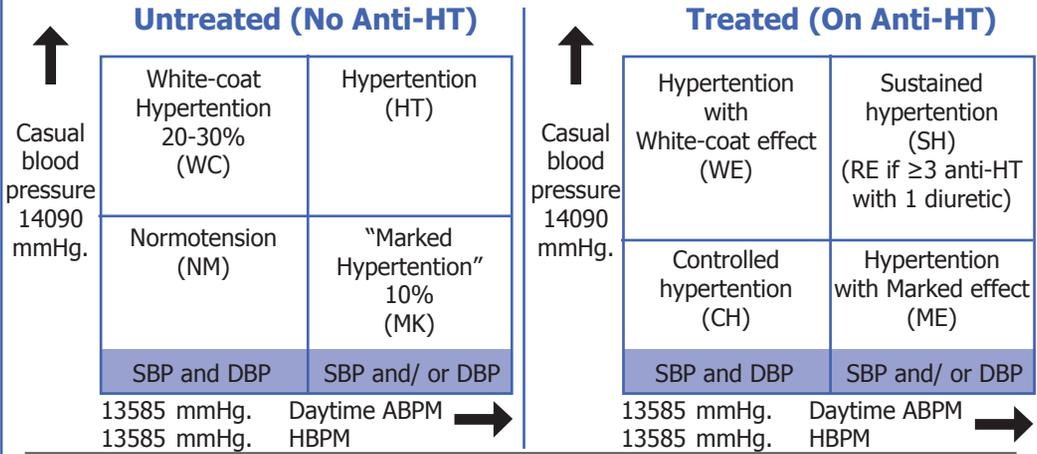 Untreated (No Anti-HT)
Casual
blood
pressure
14090
mmHg.
White-coat
Hypertention
20-30%
(WC)
Hypertention
(HT)
Normotension
(NM)
“Marked
Hypertention”
10%
(MK)
SBP and DBP
SBP and/ or DBP
13585 mmHg. Daytime ABPM
13585 mmHg. HBPM
Treated (On Anti-HT)
Casual
blood
pressure
14090
mmHg.
Hypertention
with
White-coat effect
(WE)
Sustained
hypertention
(SH)
(RE if ≥3 anti-HT
with 1 diuretic)
Controlled
hypertention
(CH)
Hypertention
with Marked effect
(ME)
SBP and DBP
SBP and/ or DBP
13585 mmHg. Daytime ABPM
13585 mmHg. HBPM